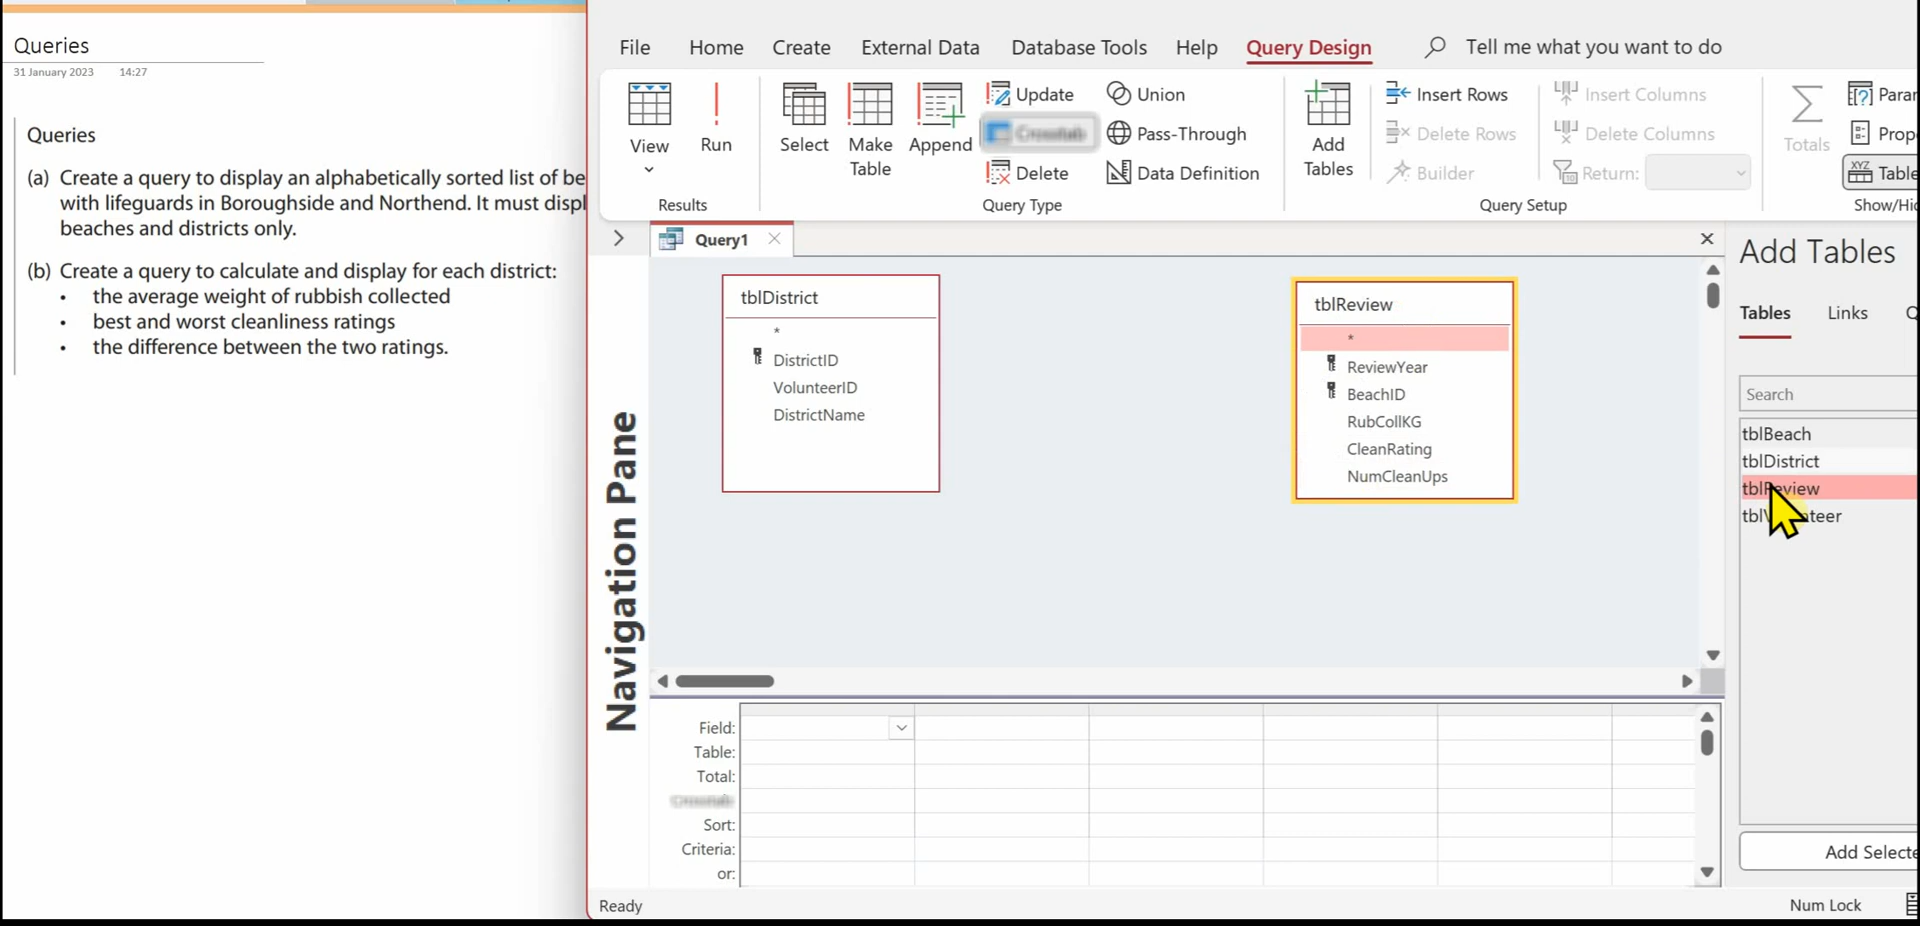 Queries
31 January 2023 14:27
Queries
(a) Create a query to display an alphabetically sorted list of be
with lifeguards in Boroughside and Northend. It must displ
beaches and districts only.
(b) Create a query to calculate and display for each district:
• the average weight of rubbish collected
• best and worst cleanliness ratings
• the difference between the two ratings.
File Home Create External Data Database Tools Help Query Design Tell me what you want to do
View
Run
Select
Make
Table
Append
Update
Delete
Union
Pass-Through
Data Definition
Add
Tables
Insert Rows
Delete Rows
Builder
Insert Columns
Delete Columns
Return:
Totals
Parar
Prope
XYZ
Table
Results
Query Type
Query Setup
Show/Hi
Query1
Navigation Pane
tblDistrict
*
DistrictID
VolunteerID
DistrictName
tblReview
*
ReviewYear
BeachID
RubCollKG
CleanRating
NumCleanUps
Add Tables
Tables Links Q
Search
tblBeach
tblDistrict
tblReview
Add Selecte
Field:
Table:
Total:
Sort:
Criteria:
or:
Ready
Num Lock